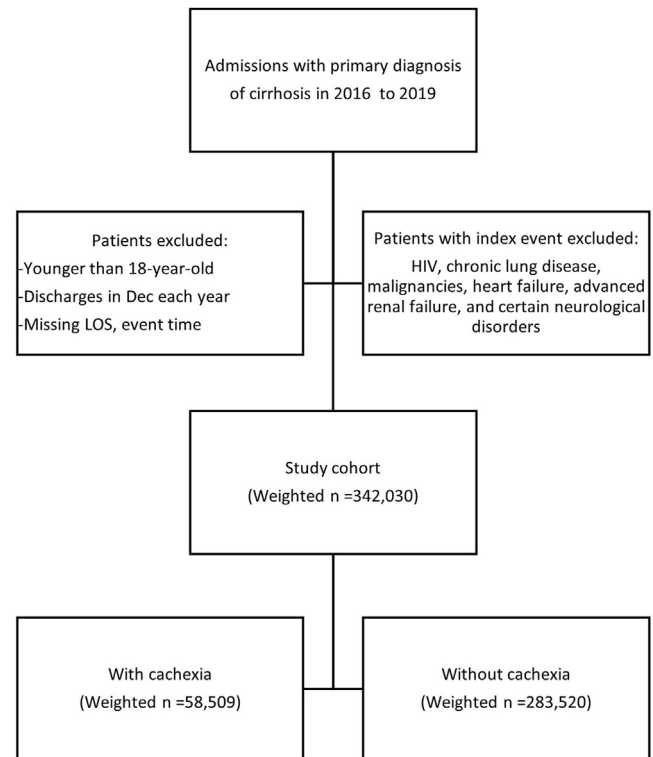 Admissions with primary diagnosis
of cirrhosis in 2016 to 2019
Patients excluded:
-Younger than 18-year-old
-Discharges in Dec each year
-Missing LOS, event time
Patients with index event excluded:
HIV, chronic lung disease,
malignancies, heart failure, advanced
renal failure, and certain neurological
disorders
Study cohort
(Weighted n =342,030)
With cachexia
(Weighted n =58,509)
Without cachexia
(Weighted n =283,520)